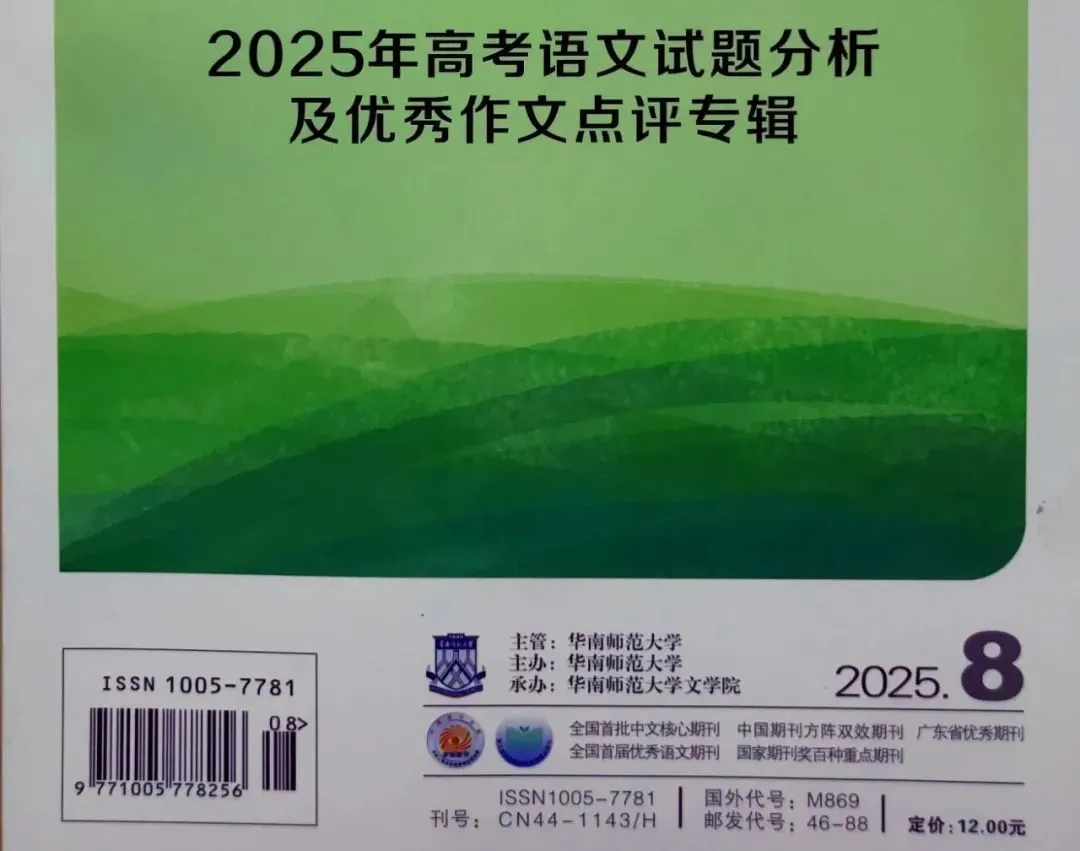 2025年高考语文试题分析
及优秀作文点评专辑
ISSN 1005-7781
08>
9 771005 778256
主管：华南师范大学
主办：华南师范大学
承办：华南师范大学文学院
2025.8
全国首批中文核心期刊 中国期刊方阵双效期刊 广东省优秀期刊
全国首届优秀语文期刊 国家期刊奖百种重点期刊
刊号：ISSN1005-7781
CN44-1143/H
国外代号：M869
邮发代号：46-88
定价：12.00元